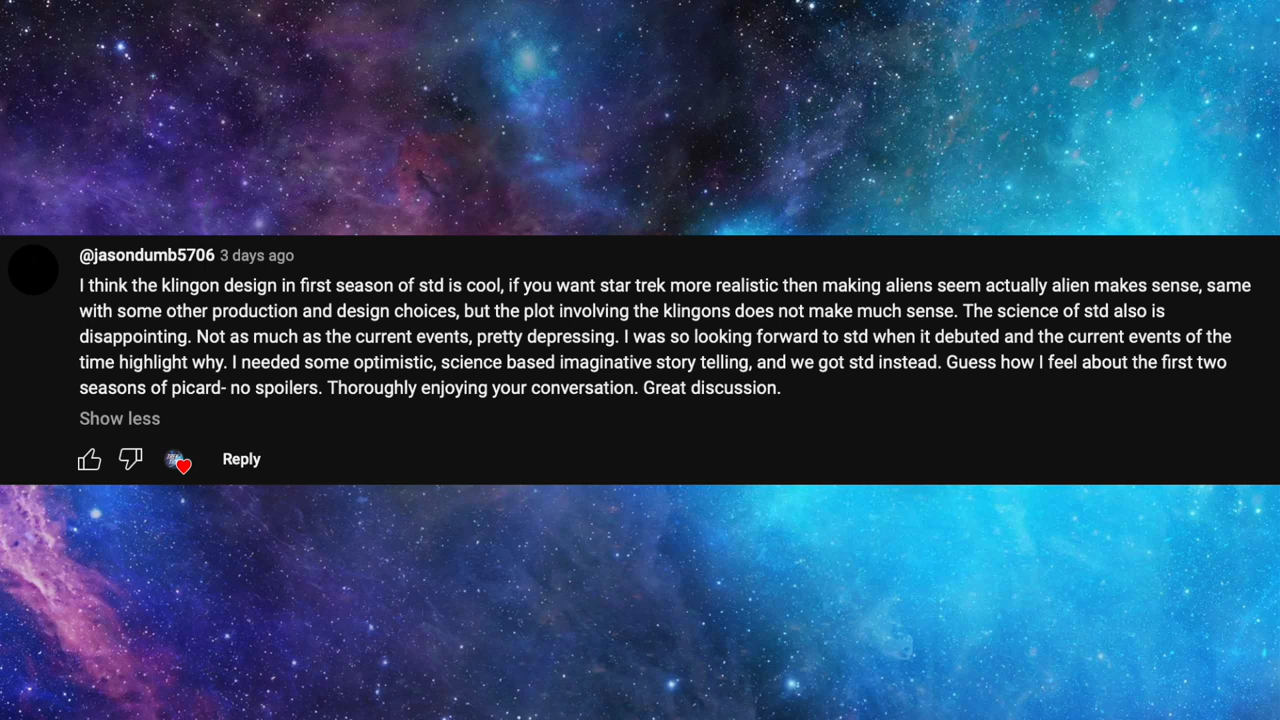 @jasondumb5706 3 days ago
I think the klingon design in first season of std is cool, if you want star trek more realistic then making aliens seem actually alien makes sense, same
with some other production and design choices, but the plot involving the klingons does not make much sense. The science of std also is
disappointing. Not as much as the current events, pretty depressing. I was so looking forward to std when it debuted and the current events of the
time highlight why. I needed some optimistic, science based imaginative story telling, and we got std instead. Guess how I feel about the first two
seasons of picard- no spoilers. Thoroughly enjoying your conversation. Great discussion.
Show less
Reply